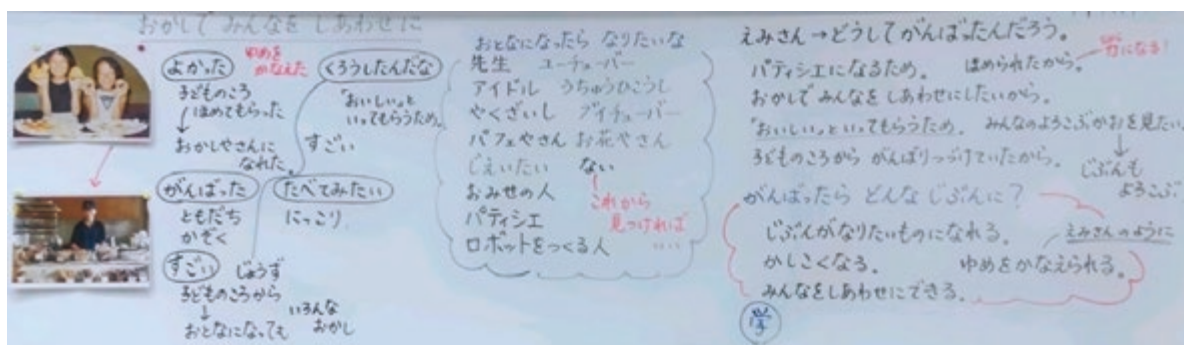 おかしで みんなを しあわせに
よかった
ゆめを
かなえた
子どものころ
ほめてもらった
↓
おかしやさんに
なれた。
くろうしたんだな
"おいしい"と
いってもらうため。
すごい
がんばった
ともだち
かぞく
たべてみたい
にっこり
すごい じょうず
子どものころから
↓
おとなになっても
いろんな
おかし
おとなになったら なりたいな
先生 ユーチューバー
アイドル うちゅうひこうし
やくざいし ブイチューバー
パフェやさん お花やさん
じえいたい ない
おみせの人
パティシエ
ロボットをつくる人
これから
見つければ
‥‥
えみさん→どうしてがんばったんだろう。
パティシエになるため。 ほめられたから。
力になる!
おかしで みんなを しあわせにしたいから。
"おいしい"といってもらうため。 みんなのよろこぶかおを見たい。
子どものころから がんばりつづけていたから。
↓
じぶんも
よろこぶ
がんばったら どんな じぶんに?
じぶんがなりたいものになれる。
えみさんのように
かしこくなる。 ゆめをかなえられる。
みんなをしあわせにできる。
学